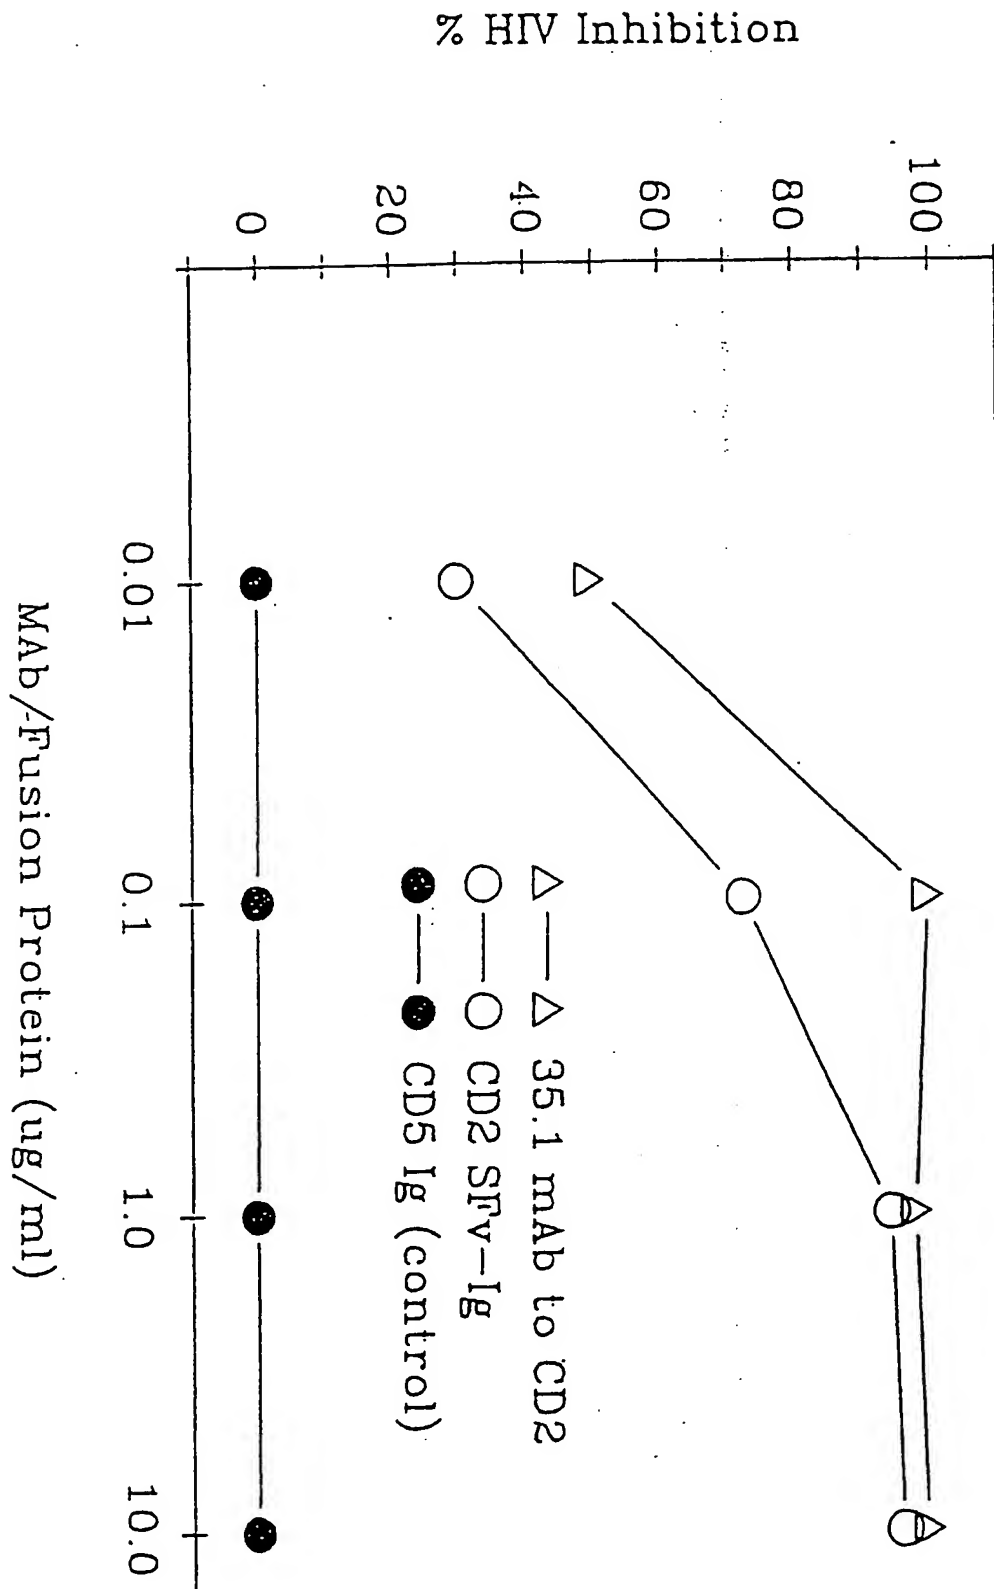 % HIV Inhibition
100
80
60
40
20
0
35.1 mAb to CD2
CD2 SFv-Ig
CD5 Ig (control)
0.01
0.1
1.0
10.0
MAb/Fusion Protein (ug/ml)